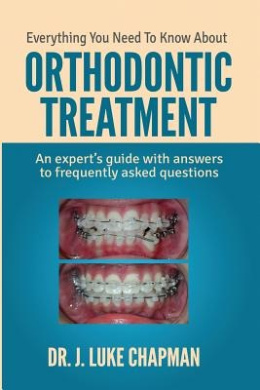 Everything You Need To Know About
ORTHODONTIC
TREATMENT
An expert's guide with answers
to frequently asked questions
DR. J. LUKE CHAPMAN